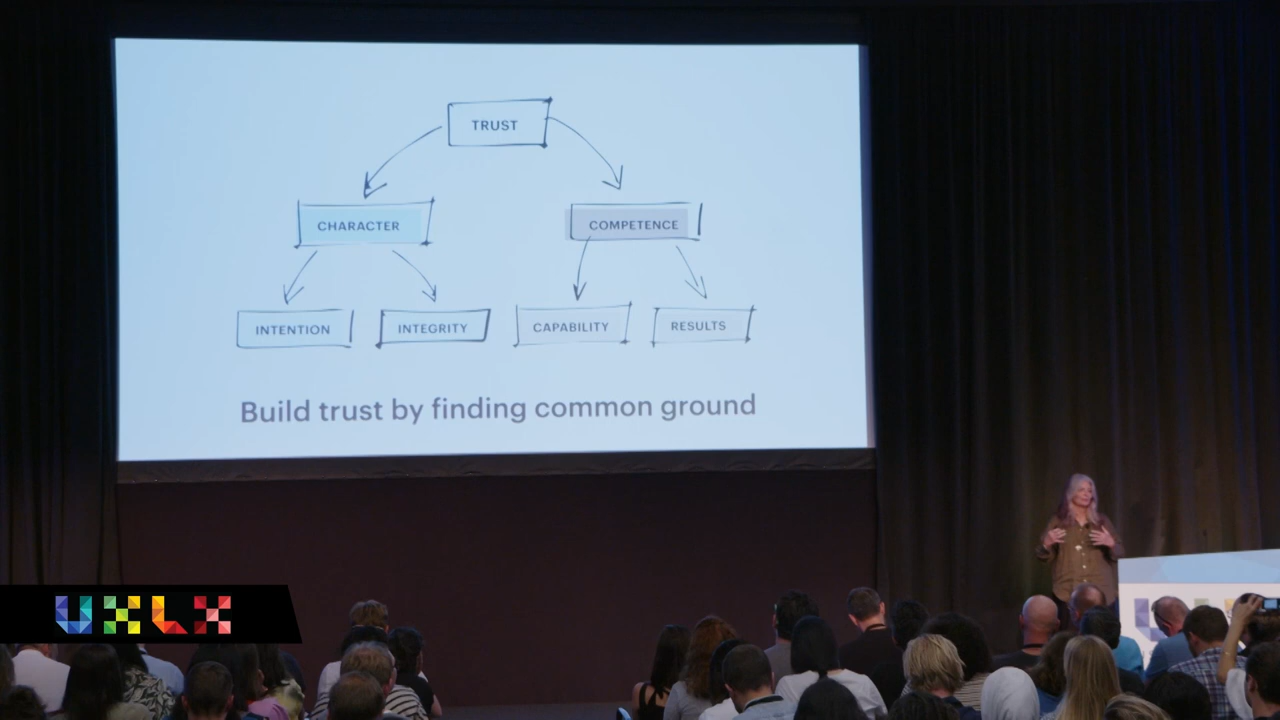 TRUST
CHARACTER
COMPETENCE
INTENTION
INTEGRITY
CAPABILITY
RESULTS
Build trust by finding common ground
UXLX